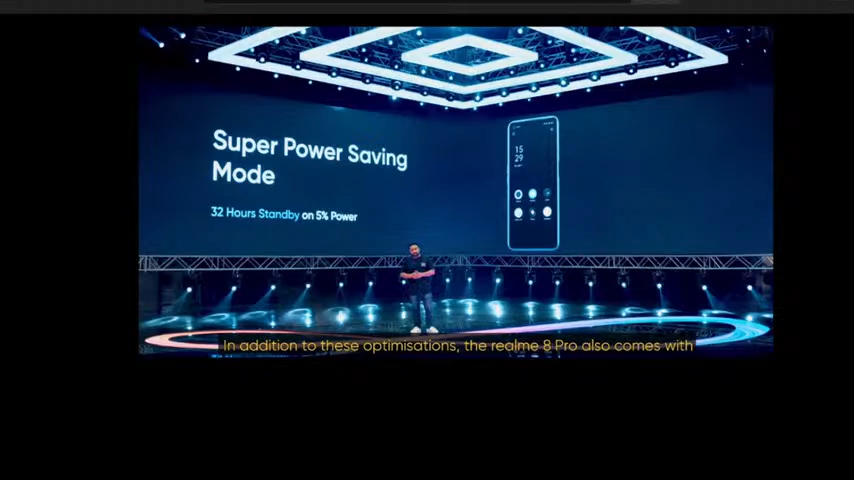 Super Power Saving
Mode
32 Hours Standby on 5% Power
15
29
In addition to these optimisations, the realme 8 Pro also comes with